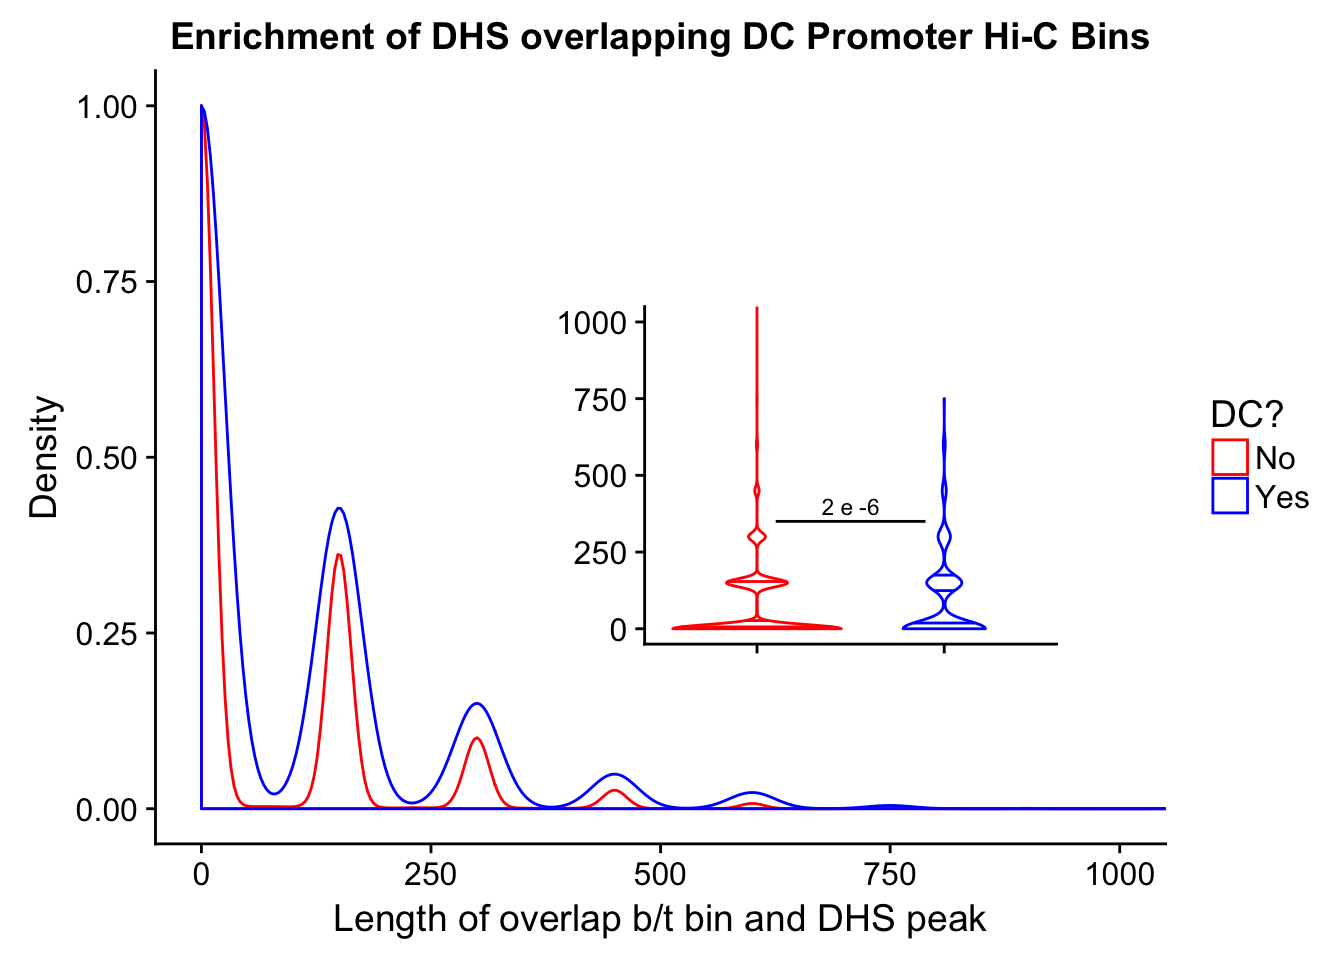 Enrichment of DHS overlapping DC Promoter Hi-C Bins
1.00
0.75
0.50
0.25
0.00
Density
0
250
500
750
1000
Length of overlap b/t bin and DHS peak
1000
750
500
250
0
2 e -6
DC?
No
Yes